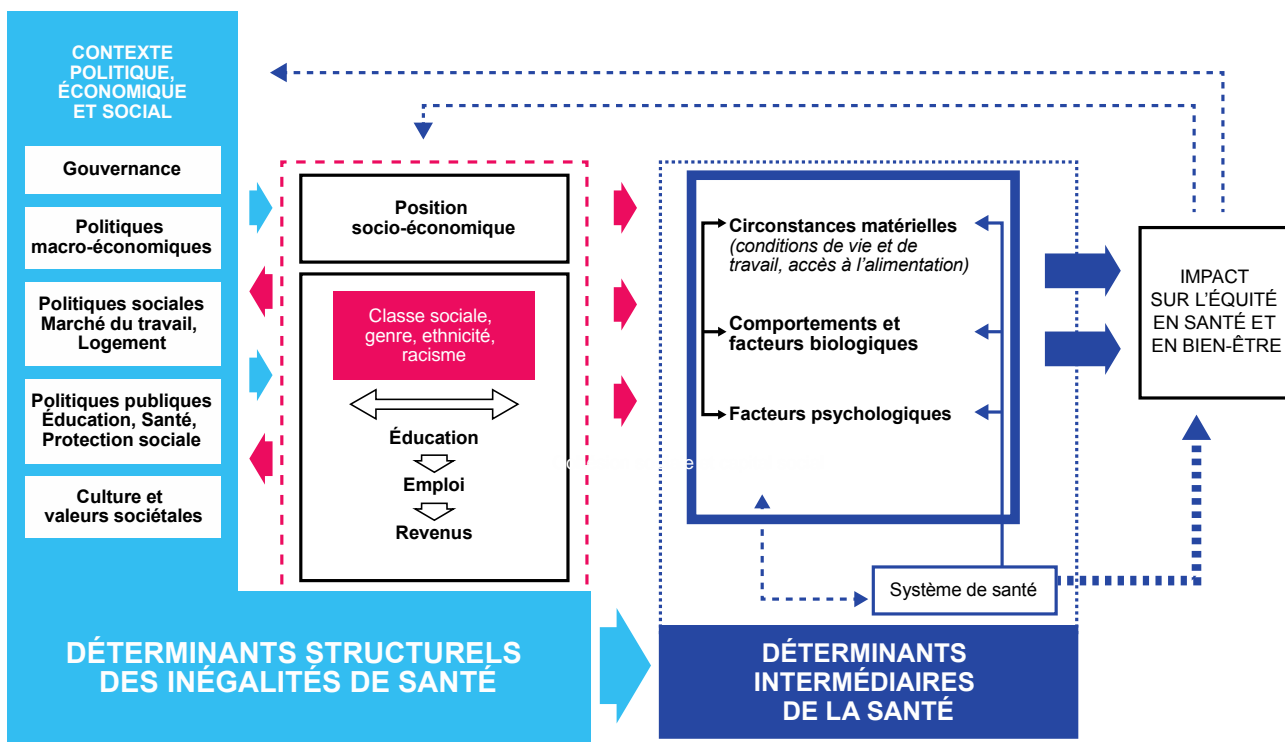 CONTEXTE
POLITIQUE,
ÉCONOMIQUE
ET SOCIAL
Gouvernance
Politiques
macro-économiques
Politiques sociales
Marché du travail,
Logement
Politiques publiques
Éducation, Santé,
Protection sociale
Culture et
valeurs sociétales
Position
socio-économique
Classe sociale,
genre, ethnicité,
racisme
Éducation
Emploi
Revenus
Circonstances matérielles
(conditions de vie et de
travail, accès à l’alimentation)
Comportements et
facteurs biologiques
Facteurs psychologiques
Système de santé
IMPACT
SUR L’ÉQUITÉ
EN SANTÉ ET
EN BIEN-ÊTRE
DÉTERMINANTS STRUCTURELS
DES INÉGALITÉS DE SANTÉ
DÉTERMINANTS
INTERMÉDIAIRES
DE LA SANTÉ